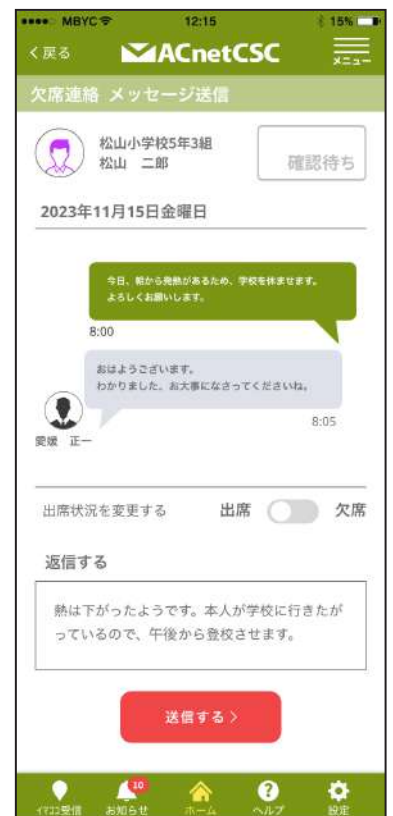 MBYC 12:15 15%
戻る ACnetCSC メニュー
欠席連絡 メッセージ送信
松山小学校5年3組
松山 二郎
確認待ち
2023年11月15日金曜日
今日、朝から発熱があるため、学校を休ませます。
よろしくお願いします。
8:00
おはようございます。
わかりました。お大事になさってくださいね。
8:05
愛媛 正一
出席状況を変更する 出席 欠席
返信する
熱は下がったようです。本人が学校に行きたが
っているので、午後から登校させます。
送信する >
10
イマココ受信 お知らせ ホーム ヘルプ 設定